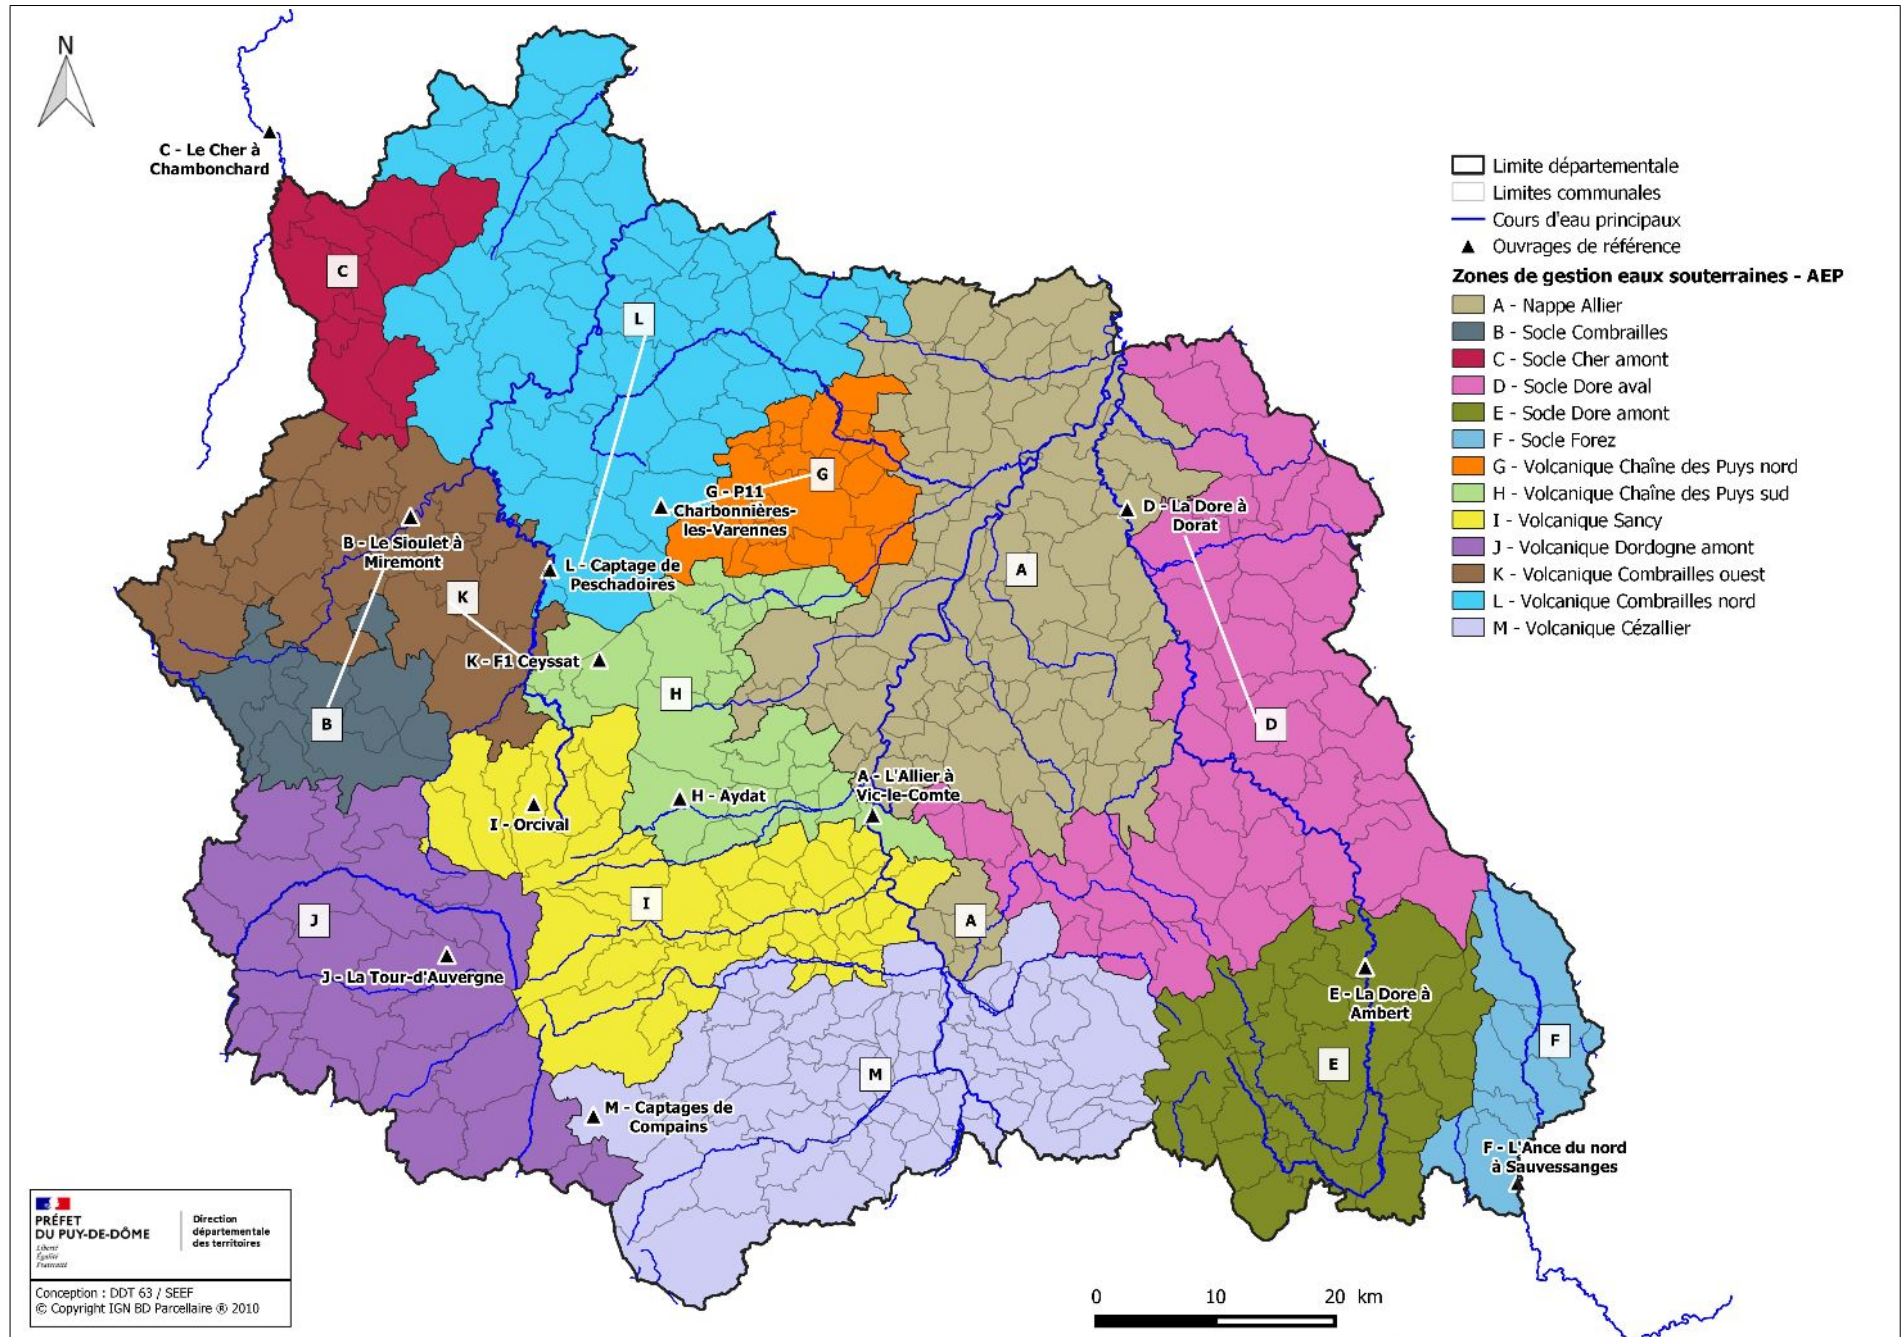 N
C - Le Cher à
Chambonchard
C
L
G - P11
Charbonnières-
les-Varennes
G
B - Le Sioulet à
Miremont
L - Captage de
Peschadoires
D - La Dore à
Dorat
A
K
K - F1 Ceyssat
H
B
D
A - L'Allier à
Vic-le-Comte
H - Aydat
I - Orcival
I
J
A
J - La Tour-d'Auvergne
E - La Dore à
Ambert
F
E
M
M - Captages de
Compains
F - L'Ance du nord
à Sauvessanges
Limite départementale
Limites communales
Cours d'eau principaux
Ouvrages de référence
Zones de gestion eaux souterraines - AEP
A - Nappe Allier
B - Socle Combrailles
C - Socle Cher amont
D - Socle Dore aval
E - Socle Dore amont
F - Socle Forez
G - Volcanique Chaîne des Puys nord
H - Volcanique Chaîne des Puys sud
I - Volcanique Sancy
J - Volcanique Dordogne amont
K - Volcanique Combrailles ouest
L - Volcanique Combrailles nord
M - Volcanique Cézallier
PRÉFET
DU PUY-DE-DÔME
Liberté
Égalité
Fraternité
Direction
départementale
des territoires
Conception : DDT 63 / SEEF
© Copyright IGN BD Parcellaire ® 2010
0 10 20 km